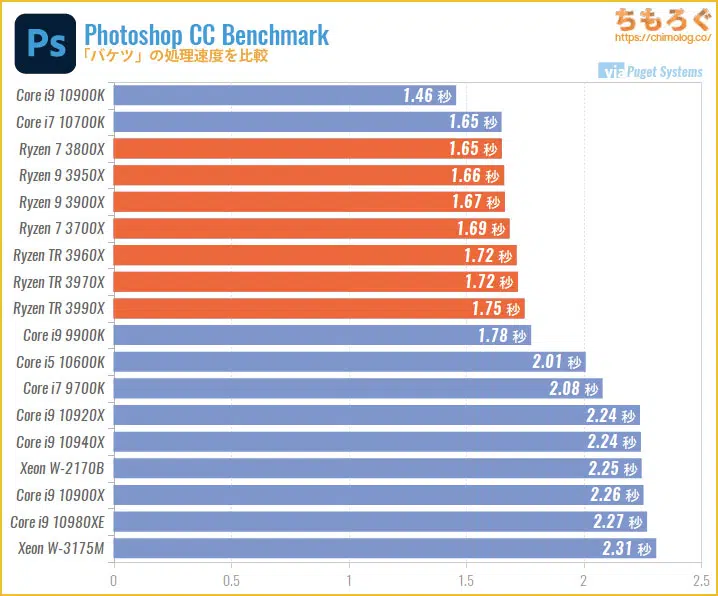 Ps
Photoshop CC Benchmark
「バケツ」の処理速度を比較
ちもろぐ
https://chimolog.co/
via Puget Systems
Core i9 10900K 1.46 秒
Core i7 10700K 1.65 秒
Ryzen 7 3800X 1.65 秒
Ryzen 9 3950X 1.66 秒
Ryzen 9 3900X 1.67 秒
Ryzen 7 3700X 1.69 秒
Ryzen TR 3960X 1.72 秒
Ryzen TR 3970X 1.72 秒
Ryzen TR 3990X 1.75 秒
Core i9 9900K 1.78 秒
Core i5 10600K 2.01 秒
Core i7 9700K 2.08 秒
Core i9 10920X 2.24 秒
Core i9 10940X 2.24 秒
Xeon W-2170B 2.25 秒
Core i9 10900X 2.26 秒
Core i9 10980XE 2.27 秒
Xeon W-3175M 2.31 秒
0 0.5 1 1.5 2 2.5